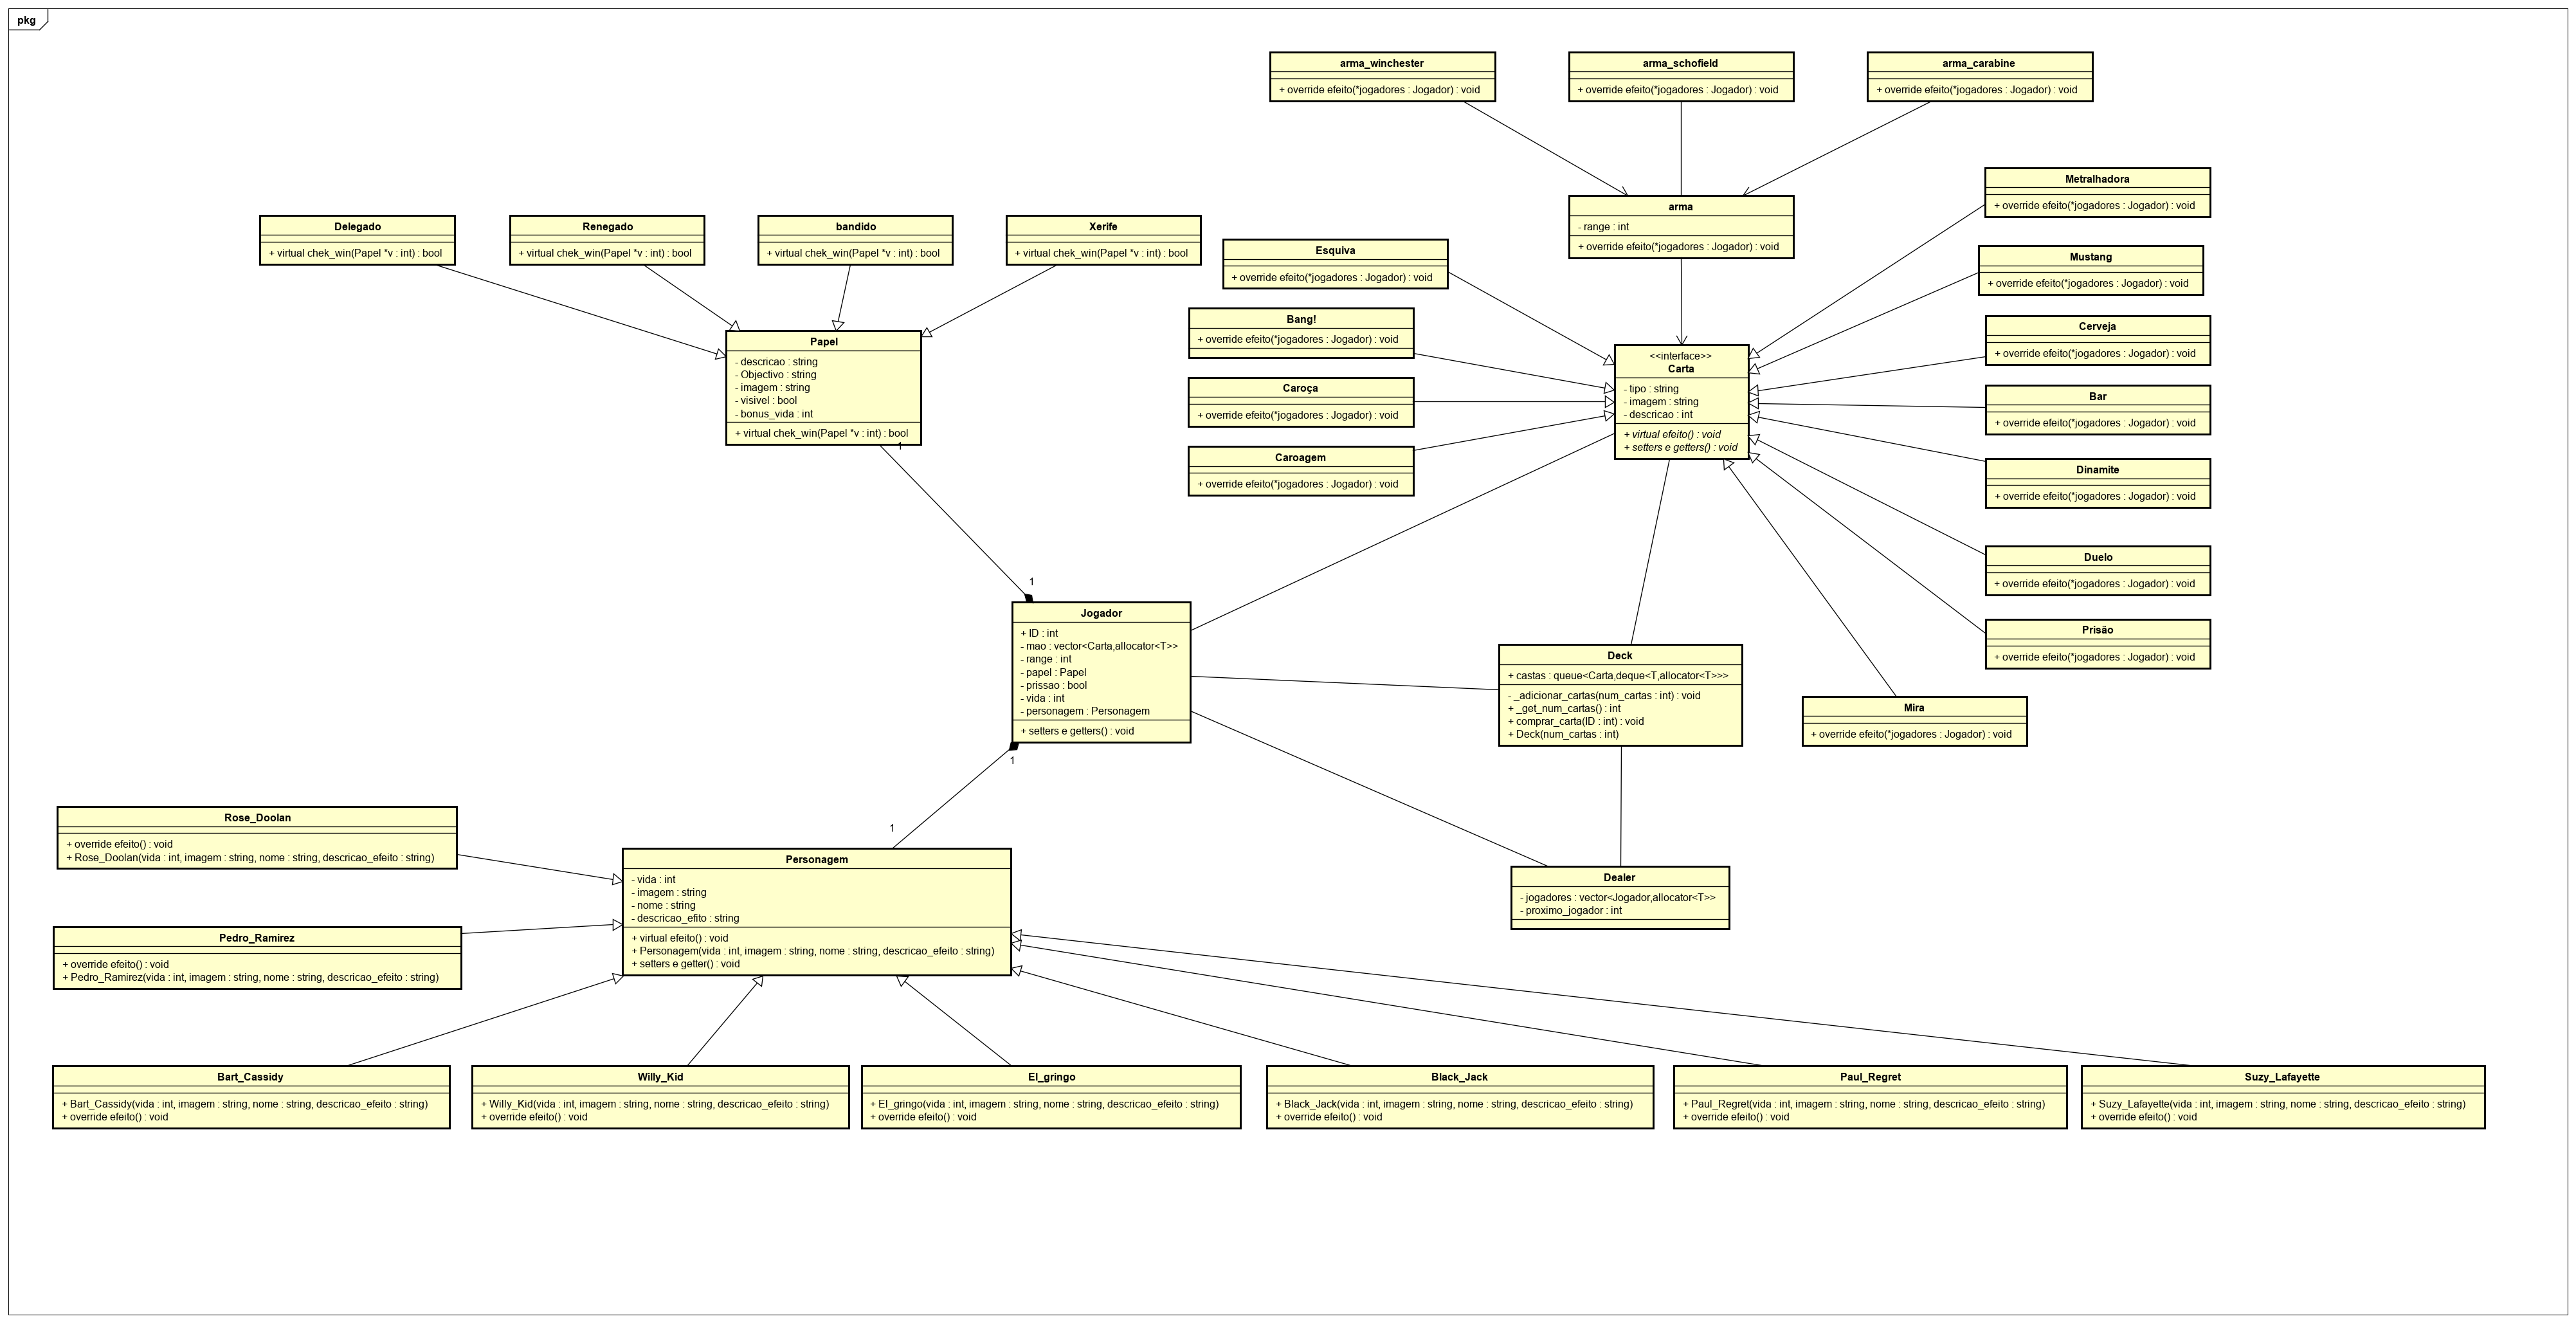 pkg
arma_winchester
+ override efeito(*jogadores : Jogador) : void
arma_schofield
+ override efeito(*jogadores : Jogador) : void
arma_carabine
+ override efeito(*jogadores : Jogador) : void
arma
- range : int
+ override efeito(*jogadores : Jogador) : void
Metralhadora
+ override efeito(*jogadores : Jogador) : void
Delegado
+ virtual chek_win(Papel *v : int) : bool
Renegado
+ virtual chek_win(Papel *v : int) : bool
bandido
+ virtual chek_win(Papel *v : int) : bool
Xerife
+ virtual chek_win(Papel *v : int) : bool
Esquiva
+ override efeito(*jogadores : Jogador) : void
Mustang
+ override efeito(*jogadores : Jogador) : void
Bang!
+ override efeito(*jogadores : Jogador) : void
Cerveja
+ override efeito(*jogadores : Jogador) : void
Papel
- descricao : string
- Objectivo : string
- imagem : string
- visivel : bool
- bonus_vida : int
+ virtual chek_win(Papel *v : int) : bool
1
<<interface>>
Carta
- tipo : string
- imagem : string
- descricao : int
+ virtual efeito() : void
+ setters e getters() : void
Caroça
+ override efeito(*jogadores : Jogador) : void
Bar
+ override efeito(*jogadores : Jogador) : void
Caroagem
+ override efeito(*jogadores : Jogador) : void
Dinamite
+ override efeito(*jogadores : Jogador) : void
Duelo
+ override efeito(*jogadores : Jogador) : void
1
Jogador
+ ID : int
- mao : vector<Carta,allocator<T>>
- range : int
- papel : Papel
- prissao : bool
- vida : int
- personagem : Personagem
+ setters e getters() : void
1
Prisão
+ override efeito(*jogadores : Jogador) : void
Deck
+ castas : queue<Carta,deque<T,allocator<T>>>
- _adicionar_cartas(num_cartas : int) : void
+ _get_num_cartas() : int
+ comprar_carta(ID : int) : void
+ Deck(num_cartas : int)
Mira
+ override efeito(*jogadores : Jogador) : void
Rose_Doolan
+ override efeito() : void
+ Rose_Doolan(vida : int, imagem : string, nome : string, descricao_efeito : string)
1
Personagem
- vida : int
- imagem : string
- nome : string
- descricao_efito : string
+ virtual efeito() : void
+ Personagem(vida : int, imagem : string, nome : string, descricao_efeito : string)
+ setters e getter() : void
Dealer
- jogadores : vector<Jogador,allocator<T>>
- proximo_jogador : int
Pedro_Ramirez
+ override efeito() : void
+ Pedro_Ramirez(vida : int, imagem : string, nome : string, descricao_efeito : string)
Bart_Cassidy
+ Bart_Cassidy(vida : int, imagem : string, nome : string, descricao_efeito : string)
+ override efeito() : void
Willy_Kid
+ Willy_Kid(vida : int, imagem : string, nome : string, descricao_efeito : string)
+ override efeito() : void
El_gringo
+ El_gringo(vida : int, imagem : string, nome : string, descricao_efeito : string)
+ override efeito() : void
Black_Jack
+ Black_Jack(vida : int, imagem : string, nome : string, descricao_efeito : string)
+ override efeito() : void
Paul_Regret
+ Paul_Regret(vida : int, imagem : string, nome : string, descricao_efeito : string)
+ override efeito() : void
Suzy_Lafayette
+ Suzy_Lafayette(vida : int, imagem : string, nome : string, descricao_efeito : string)
+ override efeito() : void